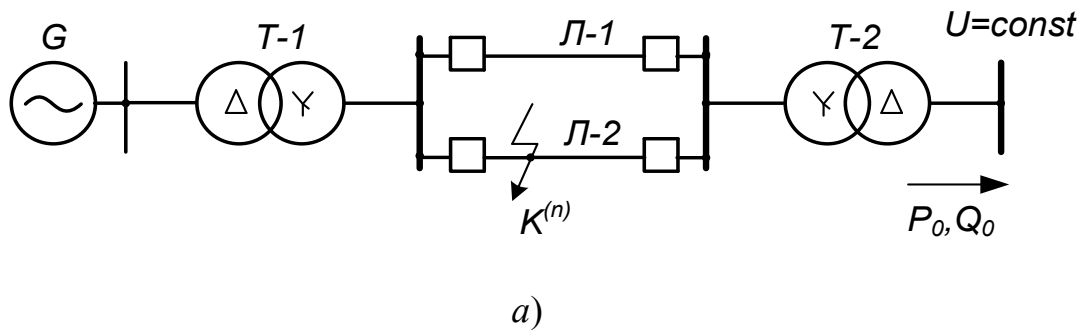 G T-1 Л-1 T-2 U=const
Δ Y Y Δ
Л-2
K^(n)
P₀,Q₀
а)